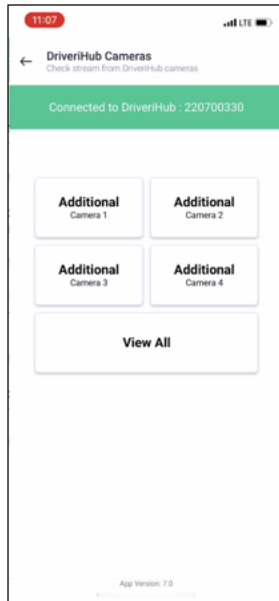 11:07
LTE
DriveriHub Cameras
Check stream from DriveriHub cameras
Connected to DriveriHub : 220700330
Additional
Camera 1
Additional
Camera 2
Additional
Camera 3
Additional
Camera 4
View All
App Version: 7.0